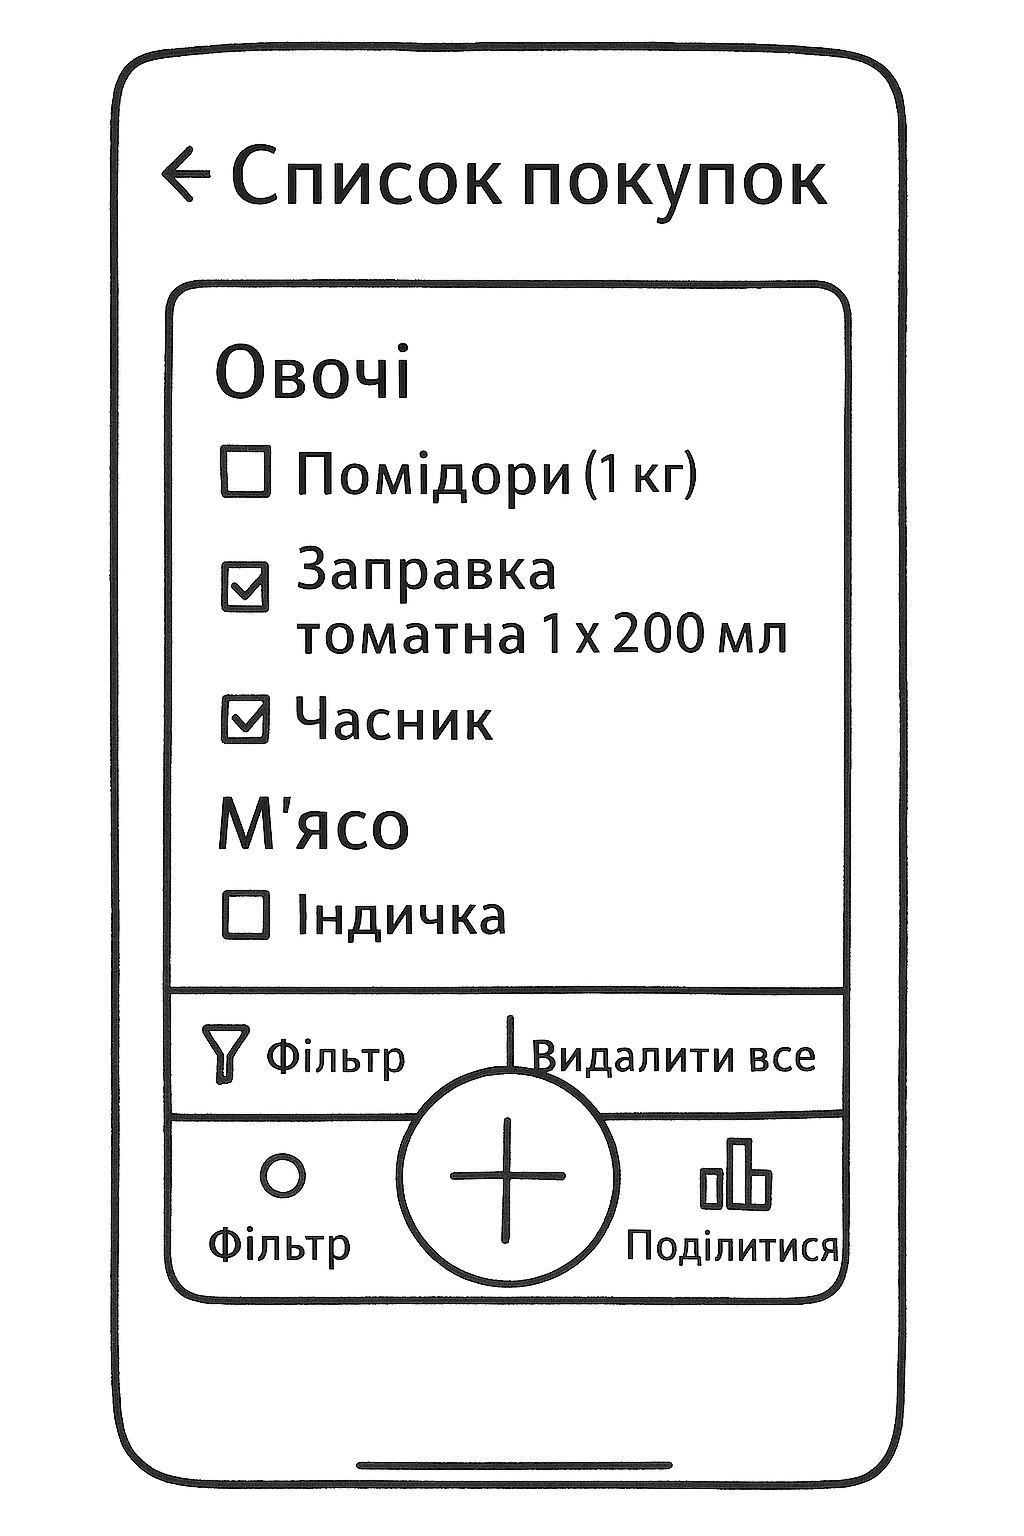 Список покупок
Овочі
Помідори (1 кг)
Заправка
томатна 1 x 200 мл
Часник
М'ясо
Індичка
Фільтр
Видалити все
Фільтр
Поділитися